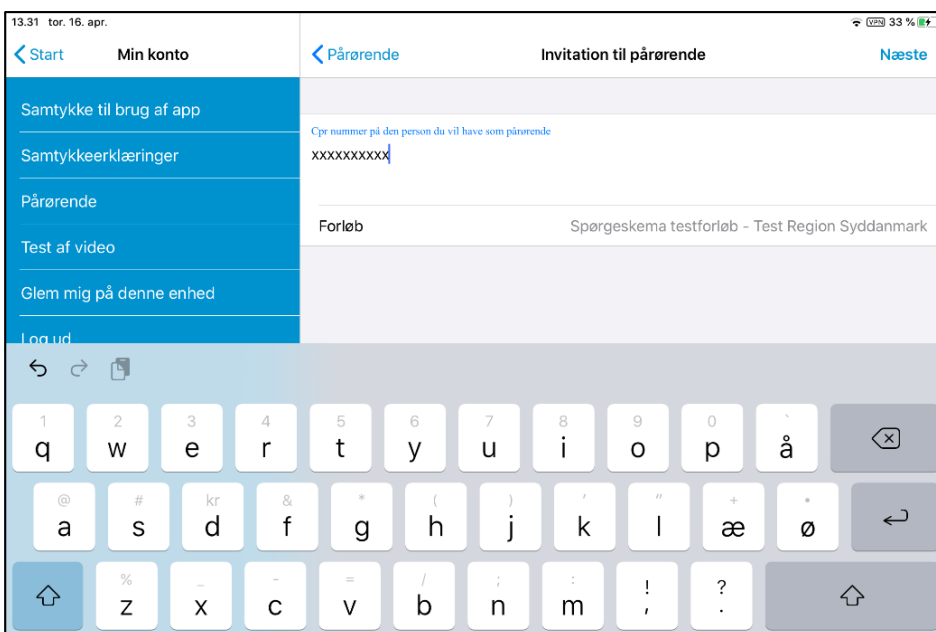 13.31 tor. 16. apr.
VPN 33 %
Start
Min konto
Pårørende
Invitation til pårørende
Næste
Samtykke til brug af app
Samtykkeerklæringer
Pårørende
Test af video
Glem mig på denne enhed
Log ud
Cpr nummer på den person du vil have som pårørende
xxxxxxxxxx
Forløb
Spørgeskema testforløb - Test Region Syddanmark
1 2 3 4 5 6 7 8 9 0 `
q w e r t y u i o p å
@ # kr & * ( ) ' " + •
a s d f g h j k l æ ø
% _ - = / ; : ! ?
z x c v b n m , .